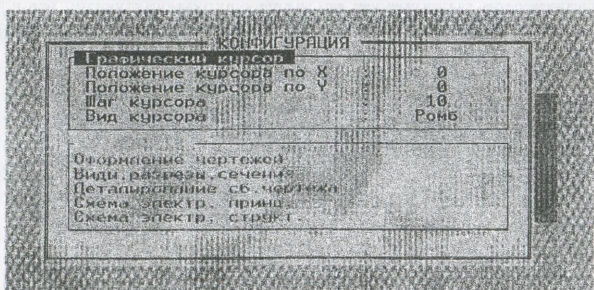 КОНФИГУРАЦИЯ
Графический курсор
Положение курсора по X : 0
Положение курсора по Y : 0
Шаг курсора : 10
Вид курсора : Ромб
Оформление чертежей
Виды,разрезы,сечения
Деталирование сб.чертежа
Схема электр. принц.
Схема электр. структ.